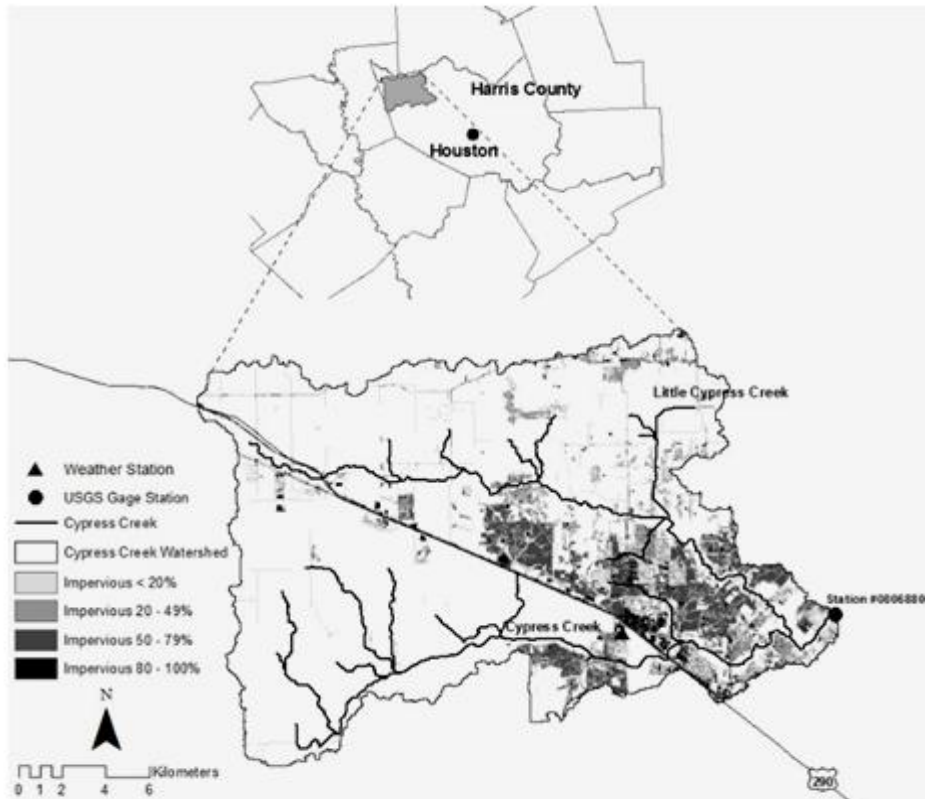 Harris County
Houston
Little Cypress Creek
Weather Station
USGS Gage Station
Cypress Creek
Cypress Creek Watershed
Impervious < 20%
Impervious 20 - 49%
Impervious 50 - 79%
Impervious 80 - 100%
Station #0806880
Cypress Creek
N
Kilometers
0 1 2 4 6
290